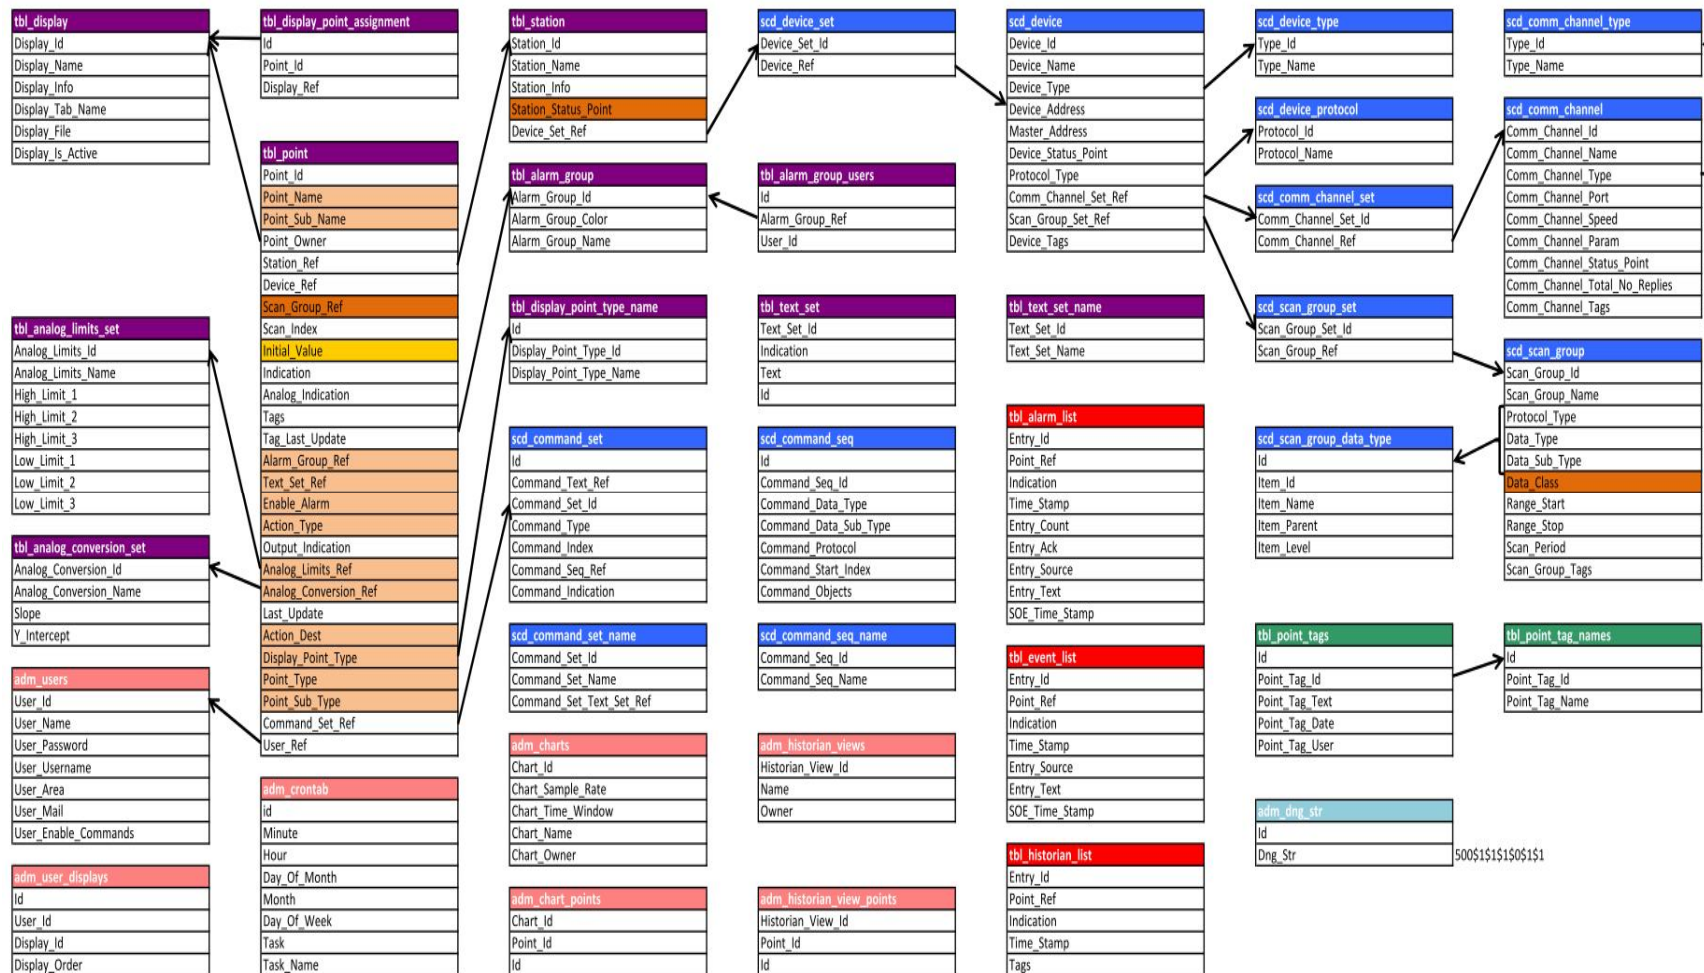 tbl_display
Display_Id
Display_Name
Display_Info
Display_Tab_Name
Display_File
Display_Is_Active
tbl_analog_limits_set
Analog_Limits_Id
Analog_Limits_Name
High_Limit_1
High_Limit_2
High_Limit_3
Low_Limit_1
Low_Limit_2
Low_Limit_3
tbl_analog_conversion_set
Analog_Conversion_Id
Analog_Conversion_Name
Slope
Y_Intercept
adm_users
User_Id
User_Name
User_Password
User_Username
User_Area
User_Mail
User_Enable_Commands
adm_user_displays
Id
User_Id
Display_Id
Display_Order
tbl_display_point_assignment
Id
Point_Id
Display_Ref
tbl_point
Point_Id
Point_Name
Point_Sub_Name
Point_Owner
Station_Ref
Device_Ref
Scan_Group_Ref
Scan_Index
Initial_Value
Indication
Analog_Indication
Tags
Tag_Last_Update
Alarm_Group_Ref
Text_Set_Ref
Enable_Alarm
Action_Type
Output_Indication
Analog_Limits_Ref
Analog_Conversion_Ref
Last_Update
Action_Dest
Display_Point_Type
Point_Type
Point_Sub_Type
Command_Set_Ref
User_Ref
adm_crontab
id
Minute
Hour
Day_Of_Month
Month
Day_Of_Week
Task
Task_Name
tbl_station
Station_Id
Station_Name
Station_Info
Station_Status_Point
Device_Set_Ref
tbl_alarm_group
Alarm_Group_Id
Alarm_Group_Color
Alarm_Group_Name
tbl_display_point_type_name
Id
Display_Point_Type_Id
Display_Point_Type_Name
scd_command_set
Id
Command_Text_Ref
Command_Set_Id
Command_Type
Command_Index
Command_Seq_Ref
Command_Indication
scd_command_set_name
Command_Set_Id
Command_Set_Name
Command_Set_Text_Set_Ref
adm_charts
Chart_Id
Chart_Sample_Rate
Chart_Time_Window
Chart_Name
Chart_Owner
adm_chart_points
Chart_Id
Point_Id
Id
scd_device_set
Device_Set_Id
Device_Ref
tbl_alarm_group_users
Id
Alarm_Group_Ref
User_Id
tbl_text_set
Text_Set_Id
Indication
Text
Id
scd_command_seq
Id
Command_Seq_Id
Command_Data_Type
Command_Data_Sub_Type
Command_Protocol
Command_Start_Index
Command_Objects
scd_command_seq_name
Command_Seq_Id
Command_Seq_Name
adm_historian_views
Historian_View_Id
Name
Owner
adm_historian_view_points
Historian_View_Id
Point_Id
Id
scd_device
Device_Id
Device_Name
Device_Type
Device_Address
Master_Address
Device_Status_Point
Protocol_Type
Comm_Channel_Set_Ref
Scan_Group_Set_Ref
Device_Tags
tbl_text_set_name
Text_Set_Id
Text_Set_Name
tbl_alarm_list
Entry_Id
Point_Ref
Indication
Time_Stamp
Entry_Count
Entry_Ack
Entry_Source
Entry_Text
SOE_Time_Stamp
tbl_event_list
Entry_Id
Point_Ref
Indication
Time_Stamp
Entry_Source
Entry_Text
SOE_Time_Stamp
tbl_historian_list
Entry_Id
Point_Ref
Indication
Time_Stamp
Tags
scd_device_type
Type_Id
Type_Name
scd_device_protocol
Protocol_Id
Protocol_Name
scd_comm_channel_set
Comm_Channel_Set_Id
Comm_Channel_Ref
scd_scan_group_set
Scan_Group_Set_Id
Scan_Group_Ref
scd_scan_group_data_type
Id
Item_Id
Item_Name
Item_Parent
Item_Level
tbl_point_tags
Id
Point_Tag_Id
Point_Tag_Text
Point_Tag_Date
Point_Tag_User
adm_dng_str
Id
Dng_Str 500$1$1$1$0$1$1
scd_comm_channel_type
Type_Id
Type_Name
scd_comm_channel
Comm_Channel_Id
Comm_Channel_Name
Comm_Channel_Type
Comm_Channel_Port
Comm_Channel_Speed
Comm_Channel_Param
Comm_Channel_Status_Point
Comm_Channel_Total_No_Replies
Comm_Channel_Tags
scd_scan_group
Scan_Group_Id
Scan_Group_Name
Protocol_Type
Data_Type
Data_Sub_Type
Data_Class
Range_Start
Range_Stop
Scan_Period
Scan_Group_Tags
tbl_point_tag_names
Id
Point_Tag_Id
Point_Tag_Name